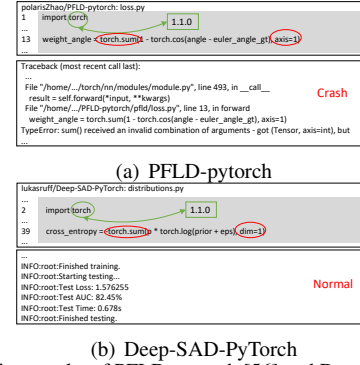 polarisZhao/PFLD-pytorch: loss.py
1 import torch
1.1.0
...
13 weight_angle = torch.sum(1 - torch.cos(angle - euler_angle_gt), axis=1)
Traceback (most recent call last):
...
File "/home/.../torch/nn/modules/module.py", line 493, in __call__
result = self.forward(*input, **kwargs)
Crash
File "/home/.../PFLD-pytorch/pfld/loss.py", line 13, in forward
weight_angle = torch.sum(1 - torch.cos(angle - euler_angle_gt), axis=1)
TypeError: sum() received an invalid combination of arguments - got (Tensor, axis=int), but
...
(a) PFLD-pytorch
lukasruff/Deep-SAD-PyTorch: distributions.py
...
2 import torch
1.1.0
...
39 cross_entropy = -torch.sum(p * torch.log(prior + eps), dim=1)
...
INFO:root:Finished training.
INFO:root:Starting testing...
INFO:root:Test Loss: 1.576255
Normal
INFO:root:Test AUC: 82.45%
INFO:root:Test Time: 0.678s
INFO:root:Finished testing.
(b) Deep-SAD-PyTorch